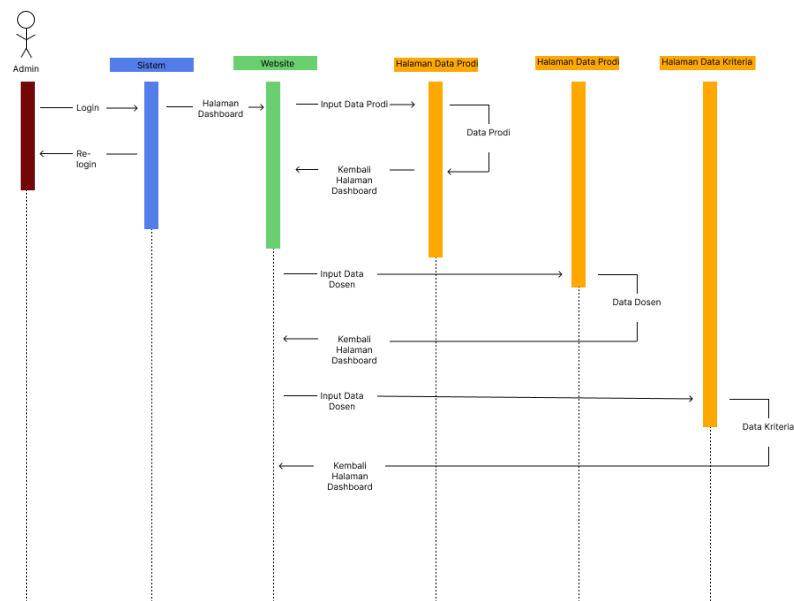 Admin
Sistem
Website
Halaman Data Prodi
Halaman Data Prodi
Halaman Data Kriteria
Login
Halaman
Dashboard
Input Data Prodi
Data Prodi
Re-
login
Kembali
Halaman
Dashboard
Input Data
Dosen
Data Dosen
Kembali
Halaman
Dashboard
Input Data
Dosen
Data Kriteria
Kembali
Halaman
Dashboard